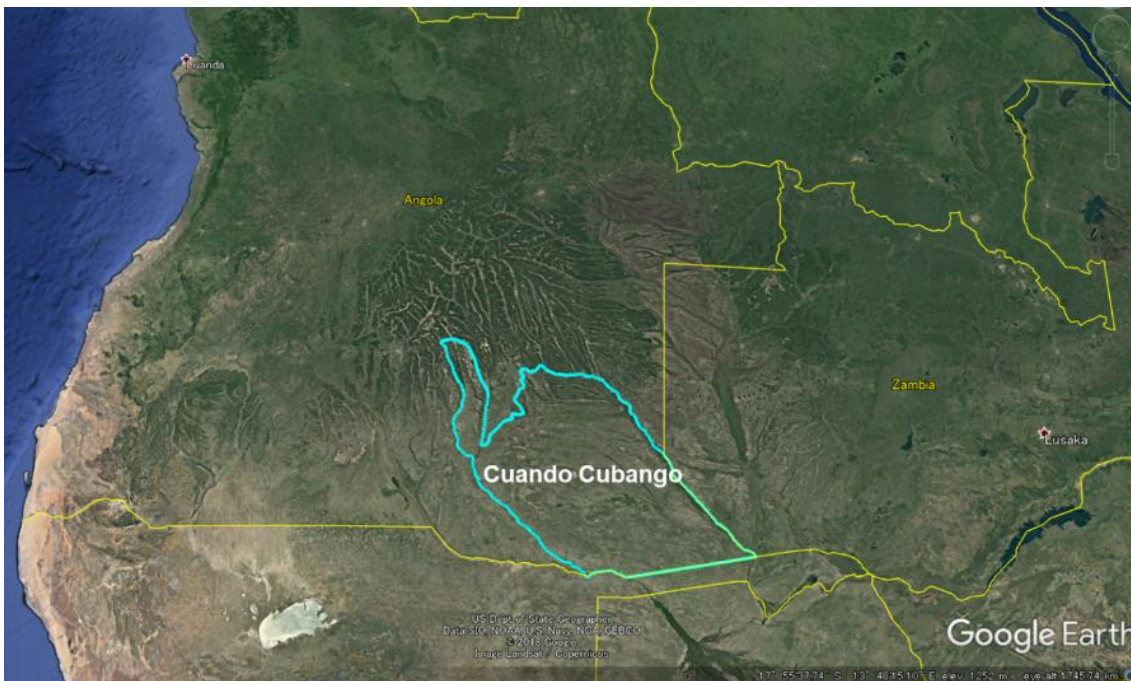 Luanda
Angola
Zambia
Lusaka
Cuando Cubango
US Dept of State Geographer
Data SIO, NOAA, U.S. Navy, NGA, GEBCO
© 2018 Google
Image Landsat / Copernicus
Google Earth